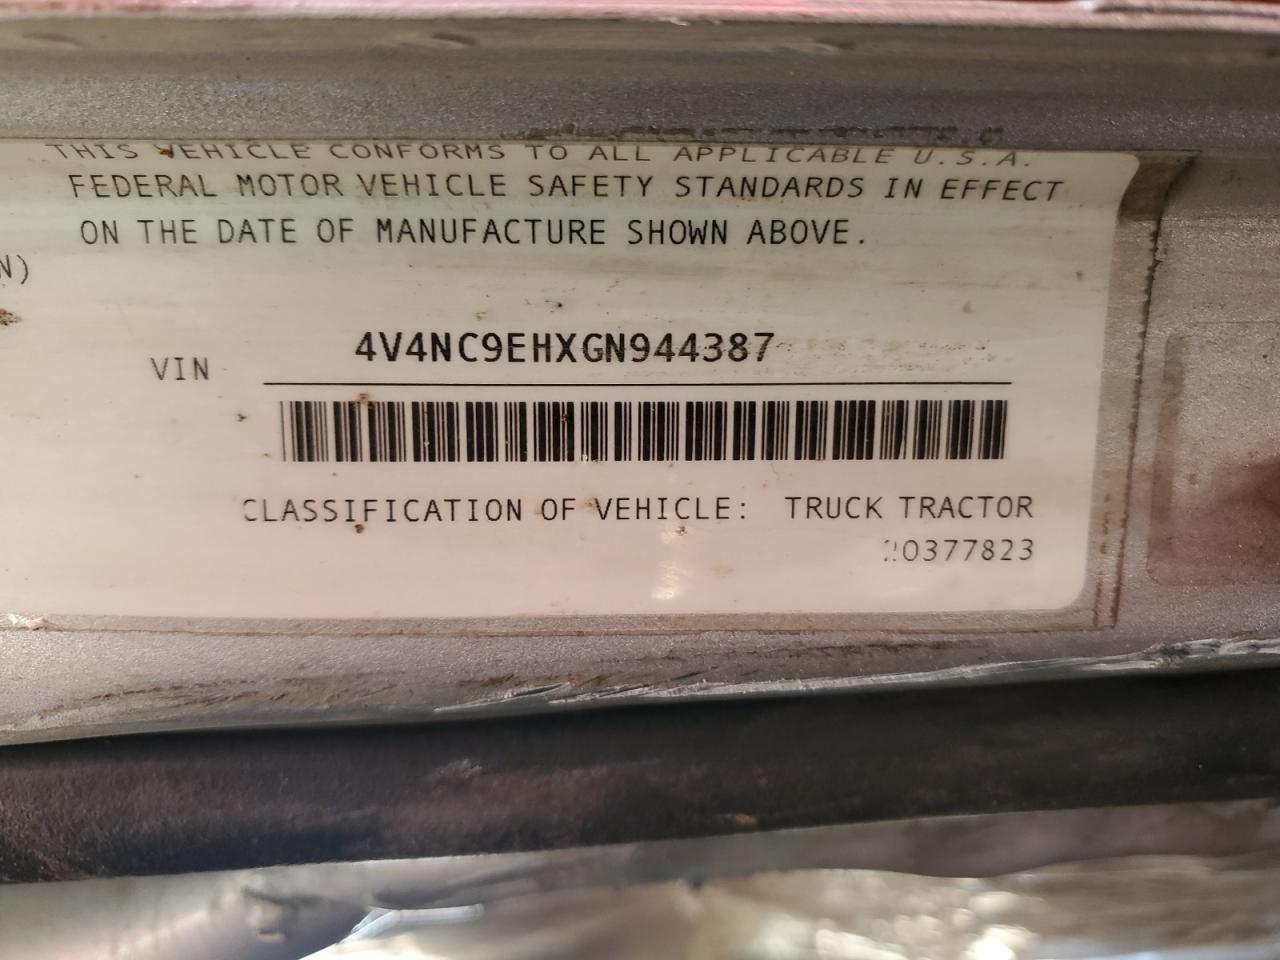 THIS VEHICLE CONFORMS TO ALL APPLICABLE U.S.A.
FEDERAL MOTOR VEHICLE SAFETY STANDARDS IN EFFECT
ON THE DATE OF MANUFACTURE SHOWN ABOVE.
N)
VIN 4V4NC9EHXGN944387
CLASSIFICATION OF VEHICLE: TRUCK TRACTOR
20377823